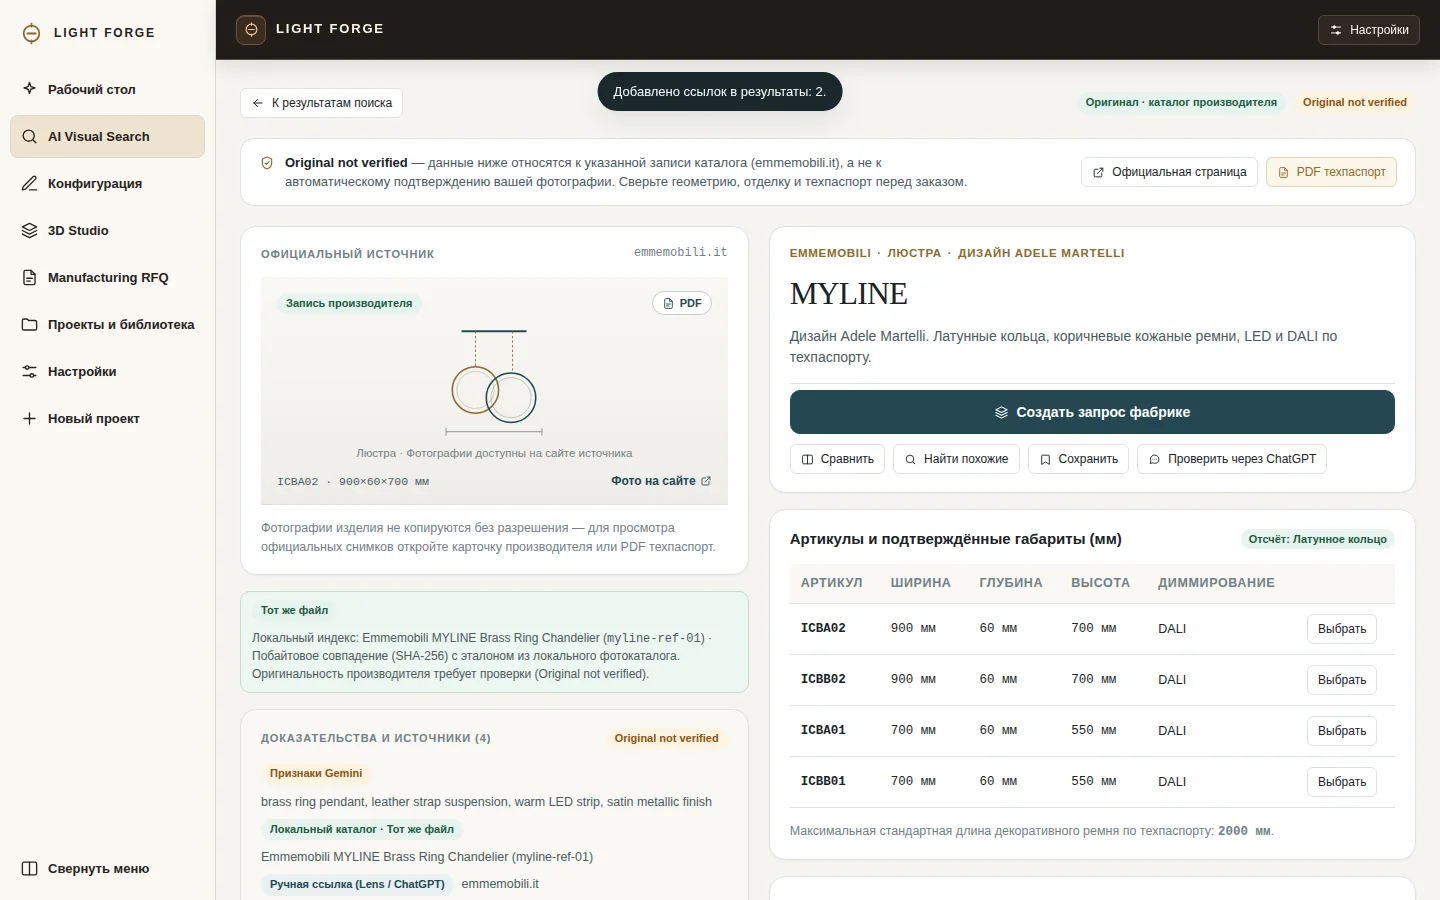 LIGHT FORGE
Рабочий стол
AI Visual Search
Конфигурация
3D Studio
Manufacturing RFQ
Проекты и библиотека
Настройки
Новый проект
Свернуть меню
LIGHT FORGE
Настройки
К результатам поиска
Добавлено ссылок в результаты: 2.
Оригинал · каталог производителя
Original not verified
Original not verified — данные ниже относятся к указанной записи каталога (emmemobili.it), а не к
автоматическому подтверждению вашей фотографии. Сверьте геометрию, отделку и техпаспорт перед заказом.
Официальная страница
PDF техпаспорт
ОФИЦИАЛЬНЫЙ ИСТОЧНИК
emmemobili.it
Запись производителя
PDF
Люстра · Фотографии доступны на сайте источника
ICBA02 · 900×60×700 мм
Фото на сайте
Фотографии изделия не копируются без разрешения — для просмотра
официальных снимков откройте карточку производителя или PDF техпаспорт.
Тот же файл
Локальный индекс: Emmemobili MYLINE Brass Ring Chandelier (myline-ref-01) ·
Побайтовое совпадение (SHA-256) с эталоном из локального фотокаталога.
Оригинальность производителя требует проверки (Original not verified).
ДОКАЗАТЕЛЬСТВА И ИСТОЧНИКИ (4)
Original not verified
Признаки Gemini
brass ring pendant, leather strap suspension, warm LED strip, satin metallic finish
Локальный каталог · Тот же файл
Emmemobili MYLINE Brass Ring Chandelier (myline-ref-01)
Ручная ссылка (Lens / ChatGPT)
emmemobili.it
EMMEMOBILI · ЛЮСТРА · ДИЗАЙН ADELE MARTELLI
MYLINE
Дизайн Adele Martelli. Латунные кольца, коричневые кожаные ремни, LED и DALI по
техпаспорту.
Создать запрос фабрике
Сравнить
Найти похожие
Сохранить
Проверить через ChatGPT
Артикулы и подтверждённые габариты (мм)
Отсчёт: Латунное кольцо
АРТИКУЛ ШИРИНА ГЛУБИНА ВЫСОТА ДИММИРОВАНИЕ
ICBA02 900 мм 60 мм 700 мм DALI Выбрать
ICBB02 900 мм 60 мм 700 мм DALI Выбрать
ICBA01 700 мм 60 мм 550 мм DALI Выбрать
ICBB01 700 мм 60 мм 550 мм DALI Выбрать
Максимальная стандартная длина декоративного ремня по техпаспорту: 2000 мм.